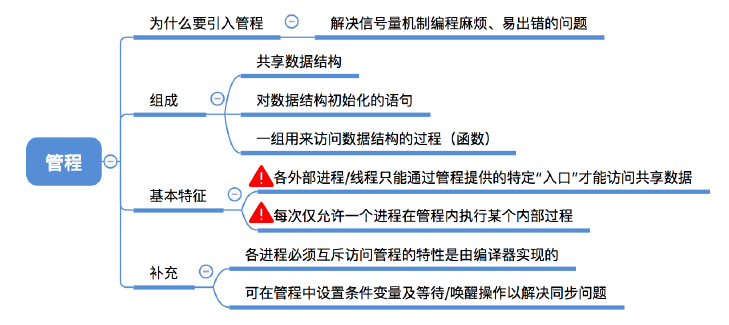 管程
为什么要引入管程
解决信号量机制编程麻烦、易出错的问题
组成
共享数据结构
对数据结构初始化的语句
一组用来访问数据结构的过程（函数）
基本特征
各外部进程/线程只能通过管程提供的特定“入口”才能访问共享数据
每次仅允许一个进程在管程内执行某个内部过程
补充
各进程必须互斥访问管程的特性是由编译器实现的
可在管程中设置条件变量及等待/唤醒操作以解决同步问题